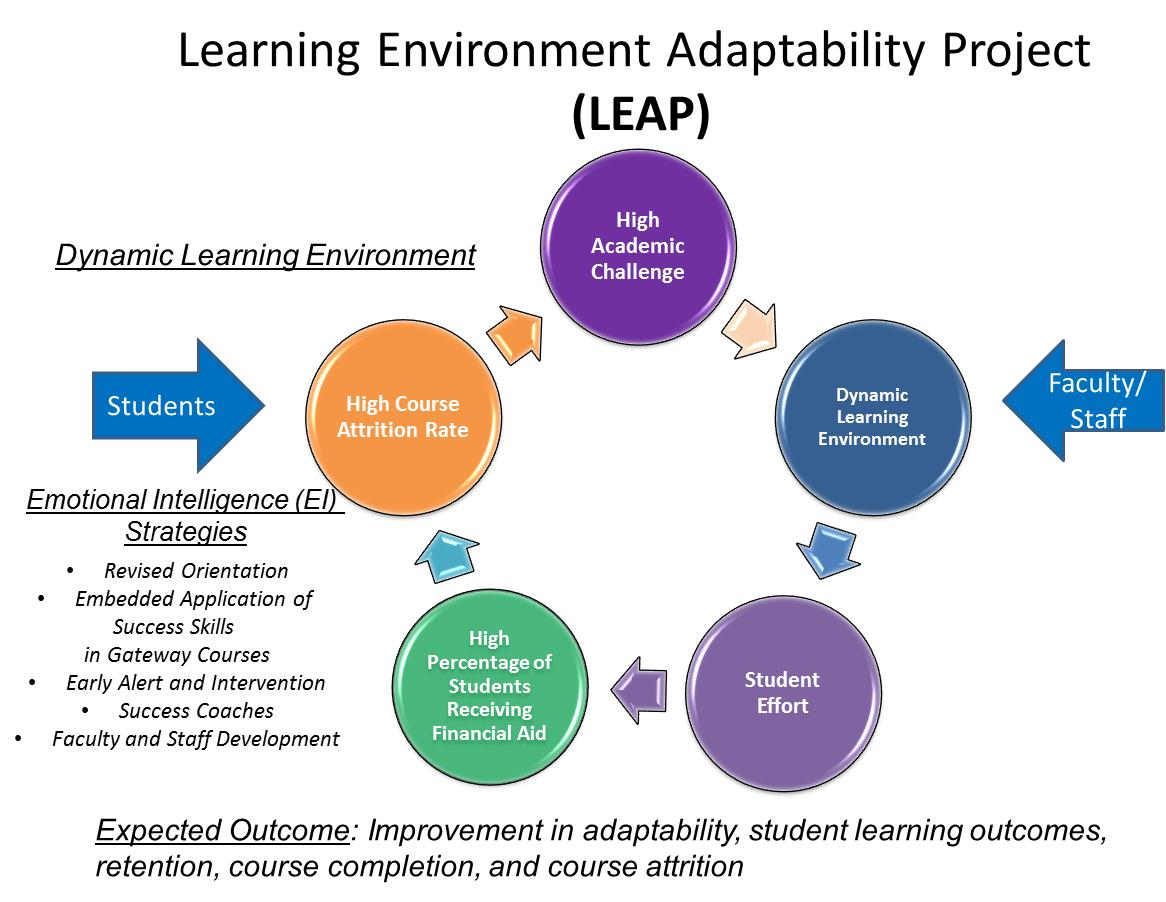 Learning Environment Adaptability Project
(LEAP)
High
Academic
Challenge
Dynamic Learning Environment
Students
High Course
Attrition Rate
Dynamic
Learning
Environment
Faculty/
Staff
Emotional Intelligence (EI)
Strategies
• Revised Orientation
• Embedded Application of
Success Skills
in Gateway Courses
• Early Alert and Intervention
• Success Coaches
• Faculty and Staff Development
High
Percentage of
Students
Receiving
Financial Aid
Student
Effort
Expected Outcome: Improvement in adaptability, student learning outcomes,
retention, course completion, and course attrition